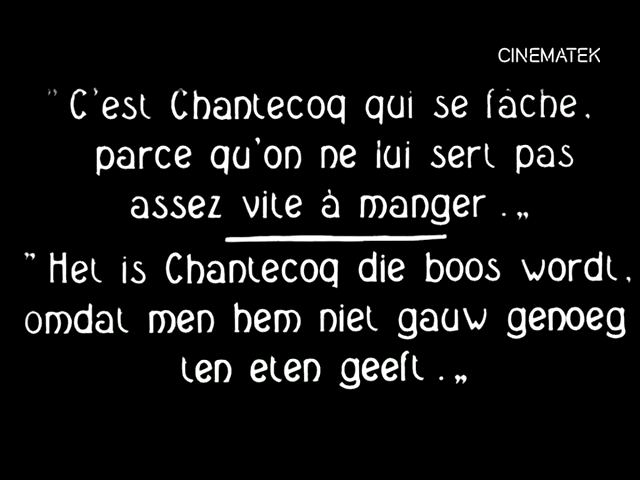 CINEMATEK
" C'est Chantecoq qui se fâche,
parce qu'on ne lui sert pas
assez vite à manger . „
" Het is Chantecoq die boos wordt,
omdat men hem niet gauw genoeg
ten eten geeft . „